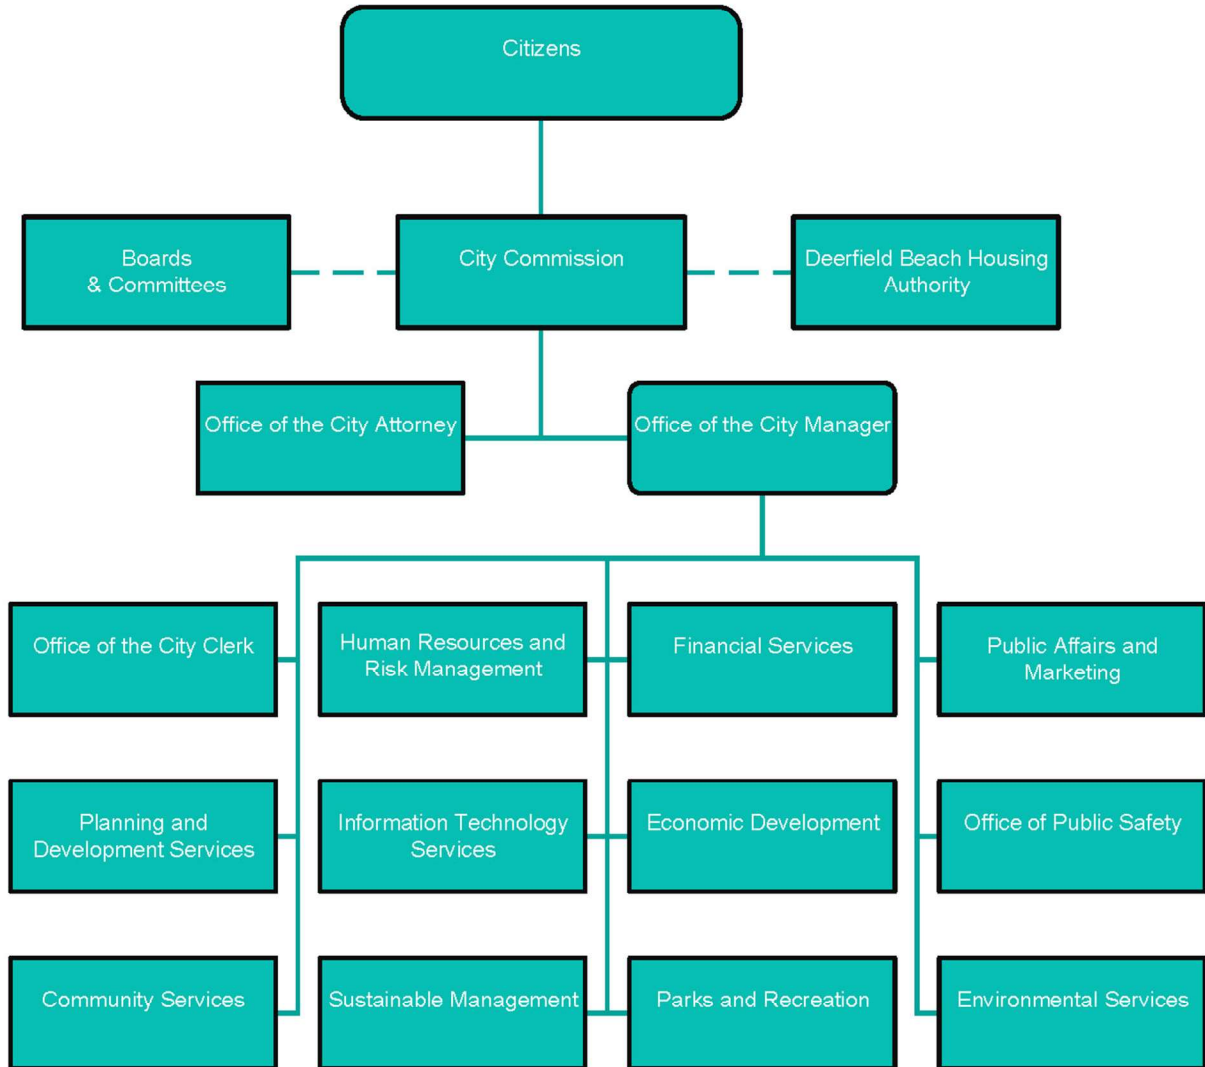 Citizens
Boards
& Committees
City Commission
Deerfield Beach Housing
Authority
Office of the City Attorney
Office of the City Manager
Office of the City Clerk
Human Resources and
Risk Management
Financial Services
Public Affairs and
Marketing
Planning and
Development Services
Information Technology
Services
Economic Development
Office of Public Safety
Community Services
Sustainable Management
Parks and Recreation
Environmental Services